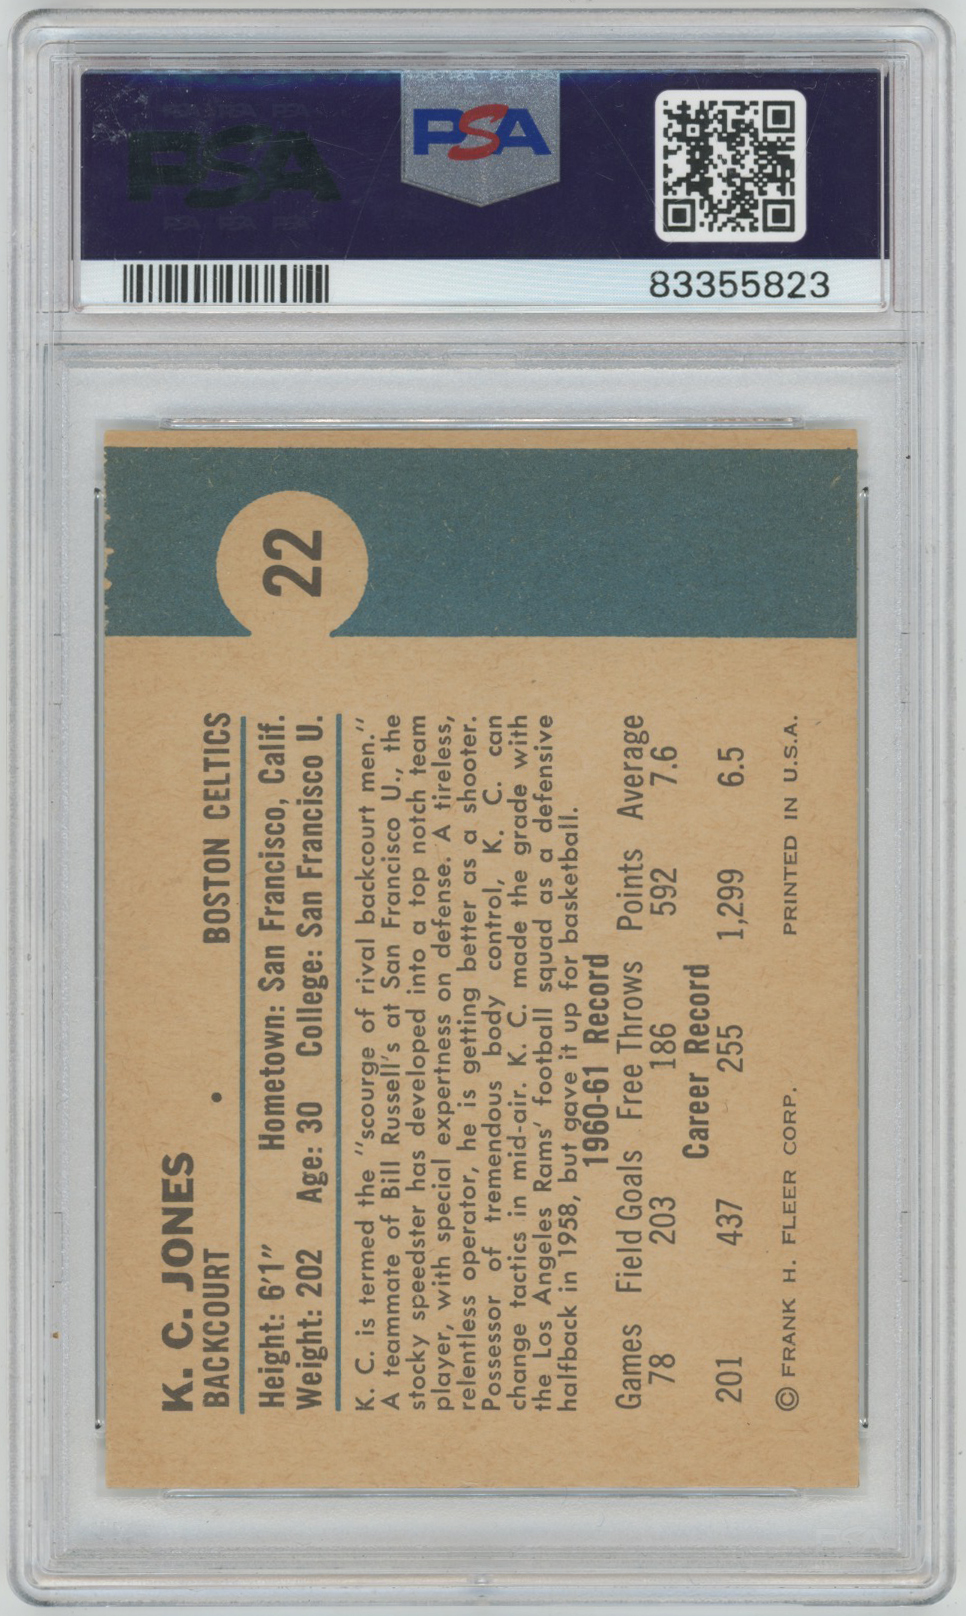 PSA
PSA
83355823
22
K. C. JONES
BACKCOURT • BOSTON CELTICS
Height: 6'1" Hometown: San Francisco, Calif.
Weight: 202 Age: 30 College: San Francisco U.
K. C. is termed the "scourge of rival backcourt men."
A teammate of Bill Russell's at San Francisco U., the
stocky speedster has developed into a top notch team
player, with special expertness on defense. A tireless,
relentless operator, he is getting better as a shooter.
Possessor of tremendous body control, K. C. can
change tactics in mid-air. K. C. made the grade with
the Los Angeles Rams' football squad as a defensive
halfback in 1958, but gave it up for basketball.
1960-61 Record
Games Field Goals Free Throws Points Average
78 203 186 592 7.6
Career Record
201 437 255 1,299 6.5
© FRANK H. FLEER CORP. PRINTED IN U.S.A.